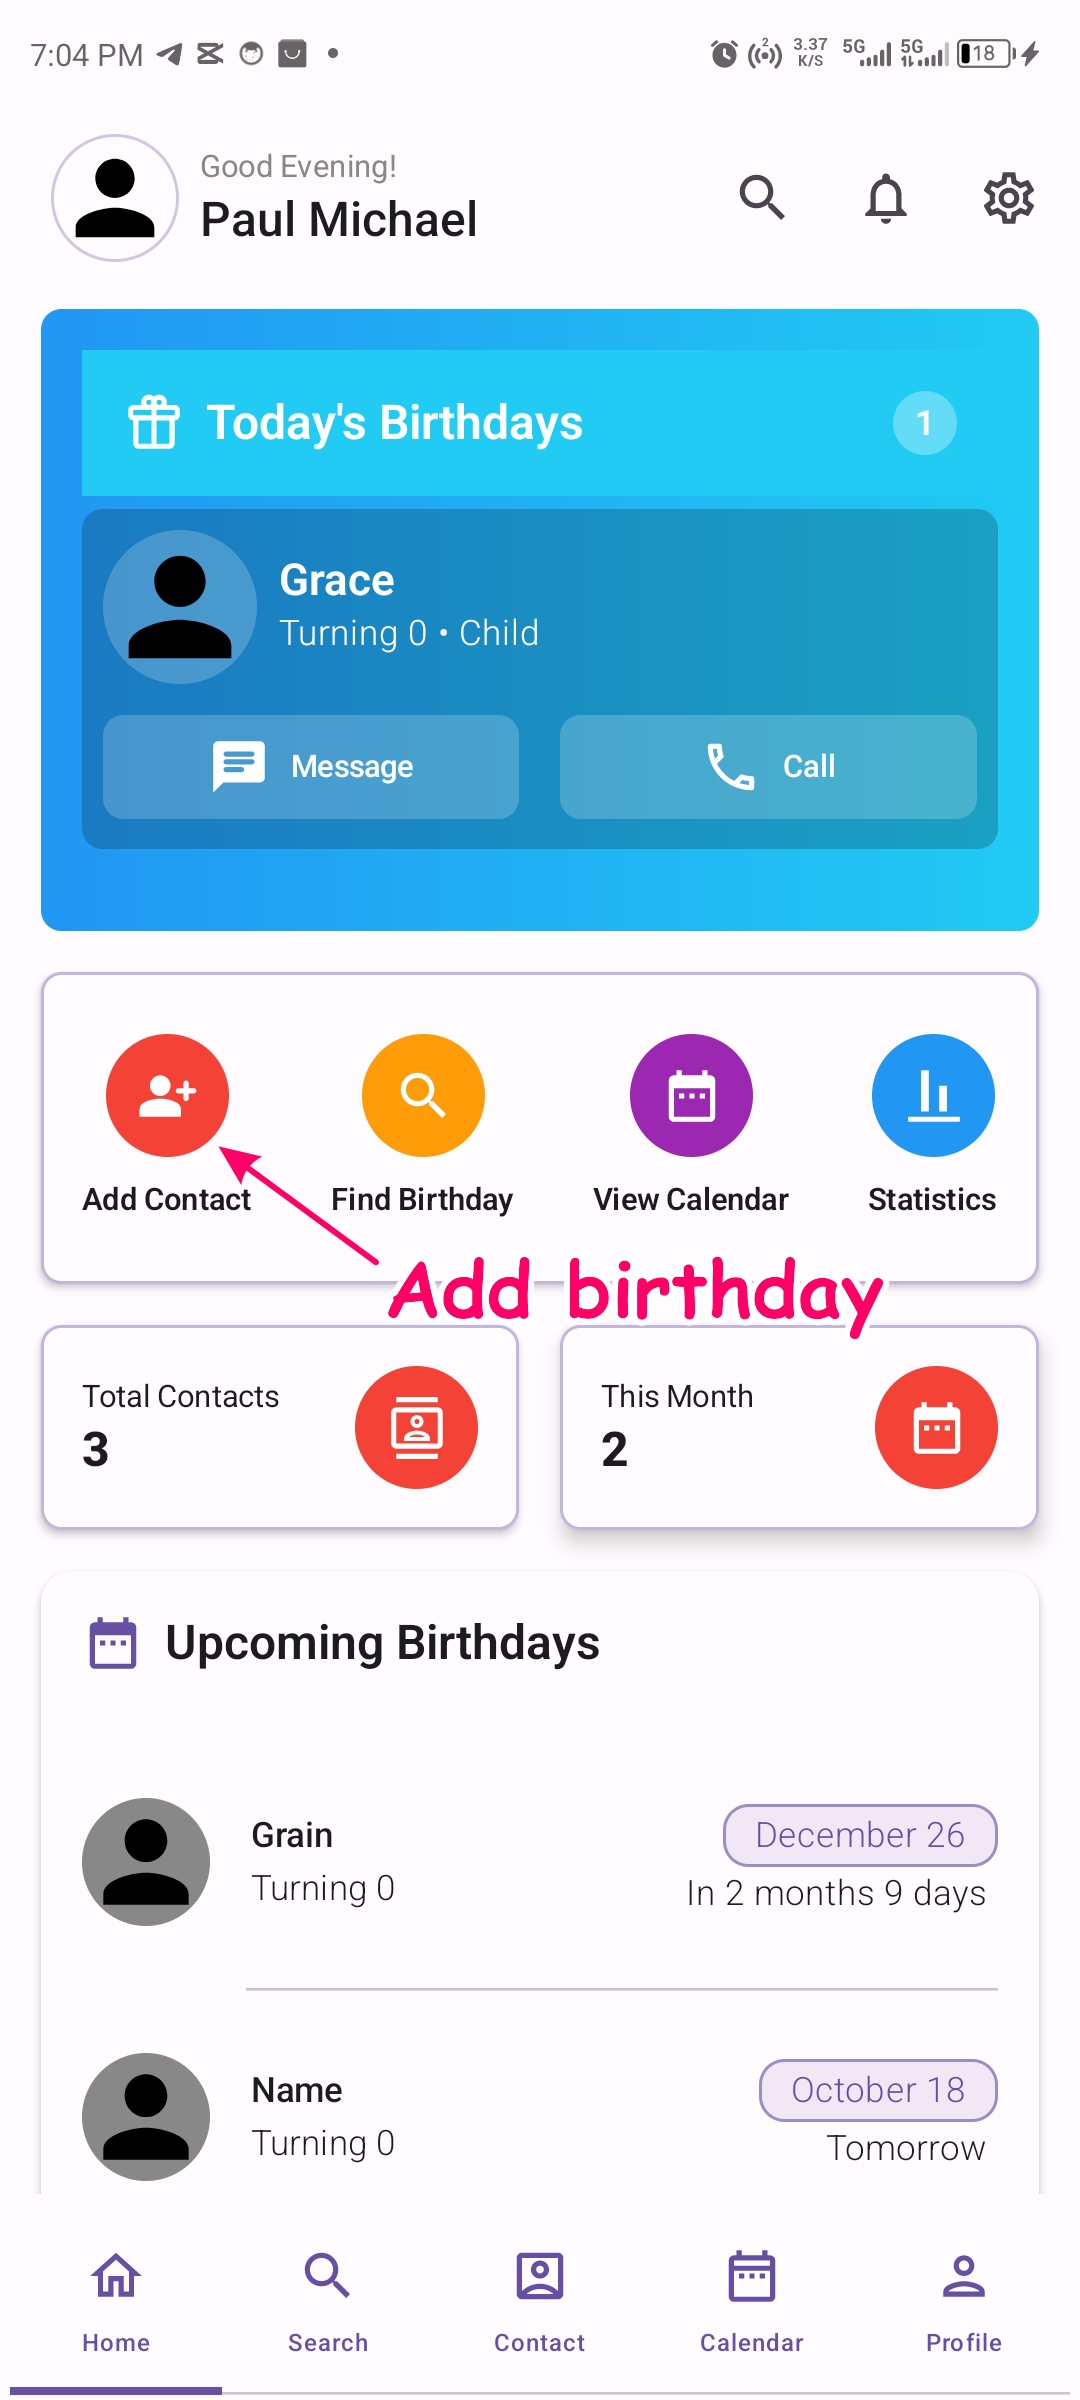 7:04 PM
2
3.37
K/S
5G
5G
18
Good Evening!
Paul Michael
Today's Birthdays
1
Grace
Turning 0 • Child
Message
Call
Add Contact
Find Birthday
View Calendar
Statistics
Add birthday
Total Contacts
3
This Month
2
Upcoming Birthdays
Grain
Turning 0
December 26
In 2 months 9 days
Name
Turning 0
October 18
Tomorrow
Home
Search
Contact
Calendar
Profile